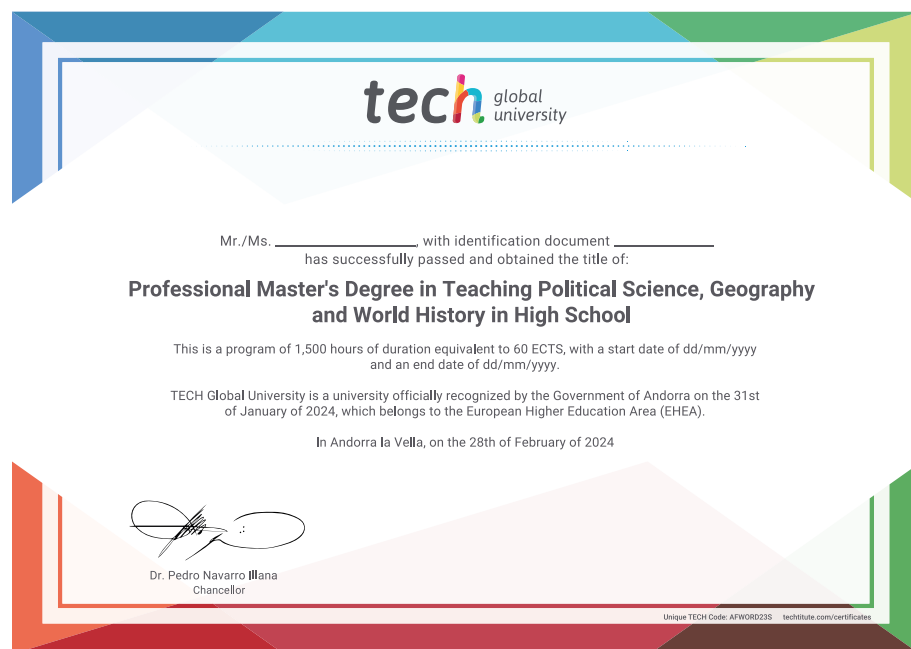 tech global
university
Mr./Ms. ____________, with identification document ____________
has successfully passed and obtained the title of:
Professional Master's Degree in Teaching Political Science, Geography
and World History in High School
This is a program of 1,500 hours of duration equivalent to 60 ECTS, with a start date of dd/mm/yyyy
and an end date of dd/mm/yyyy.
TECH Global University is a university officially recognized by the Government of Andorra on the 31st
of January of 2024, which belongs to the European Higher Education Area (EHEA).
In Andorra la Vella, on the 28th of February of 2024
Dr. Pedro Navarro Illana
Chancellor
Unique TECH Code: AFWORD23S techtitute.com/certificates